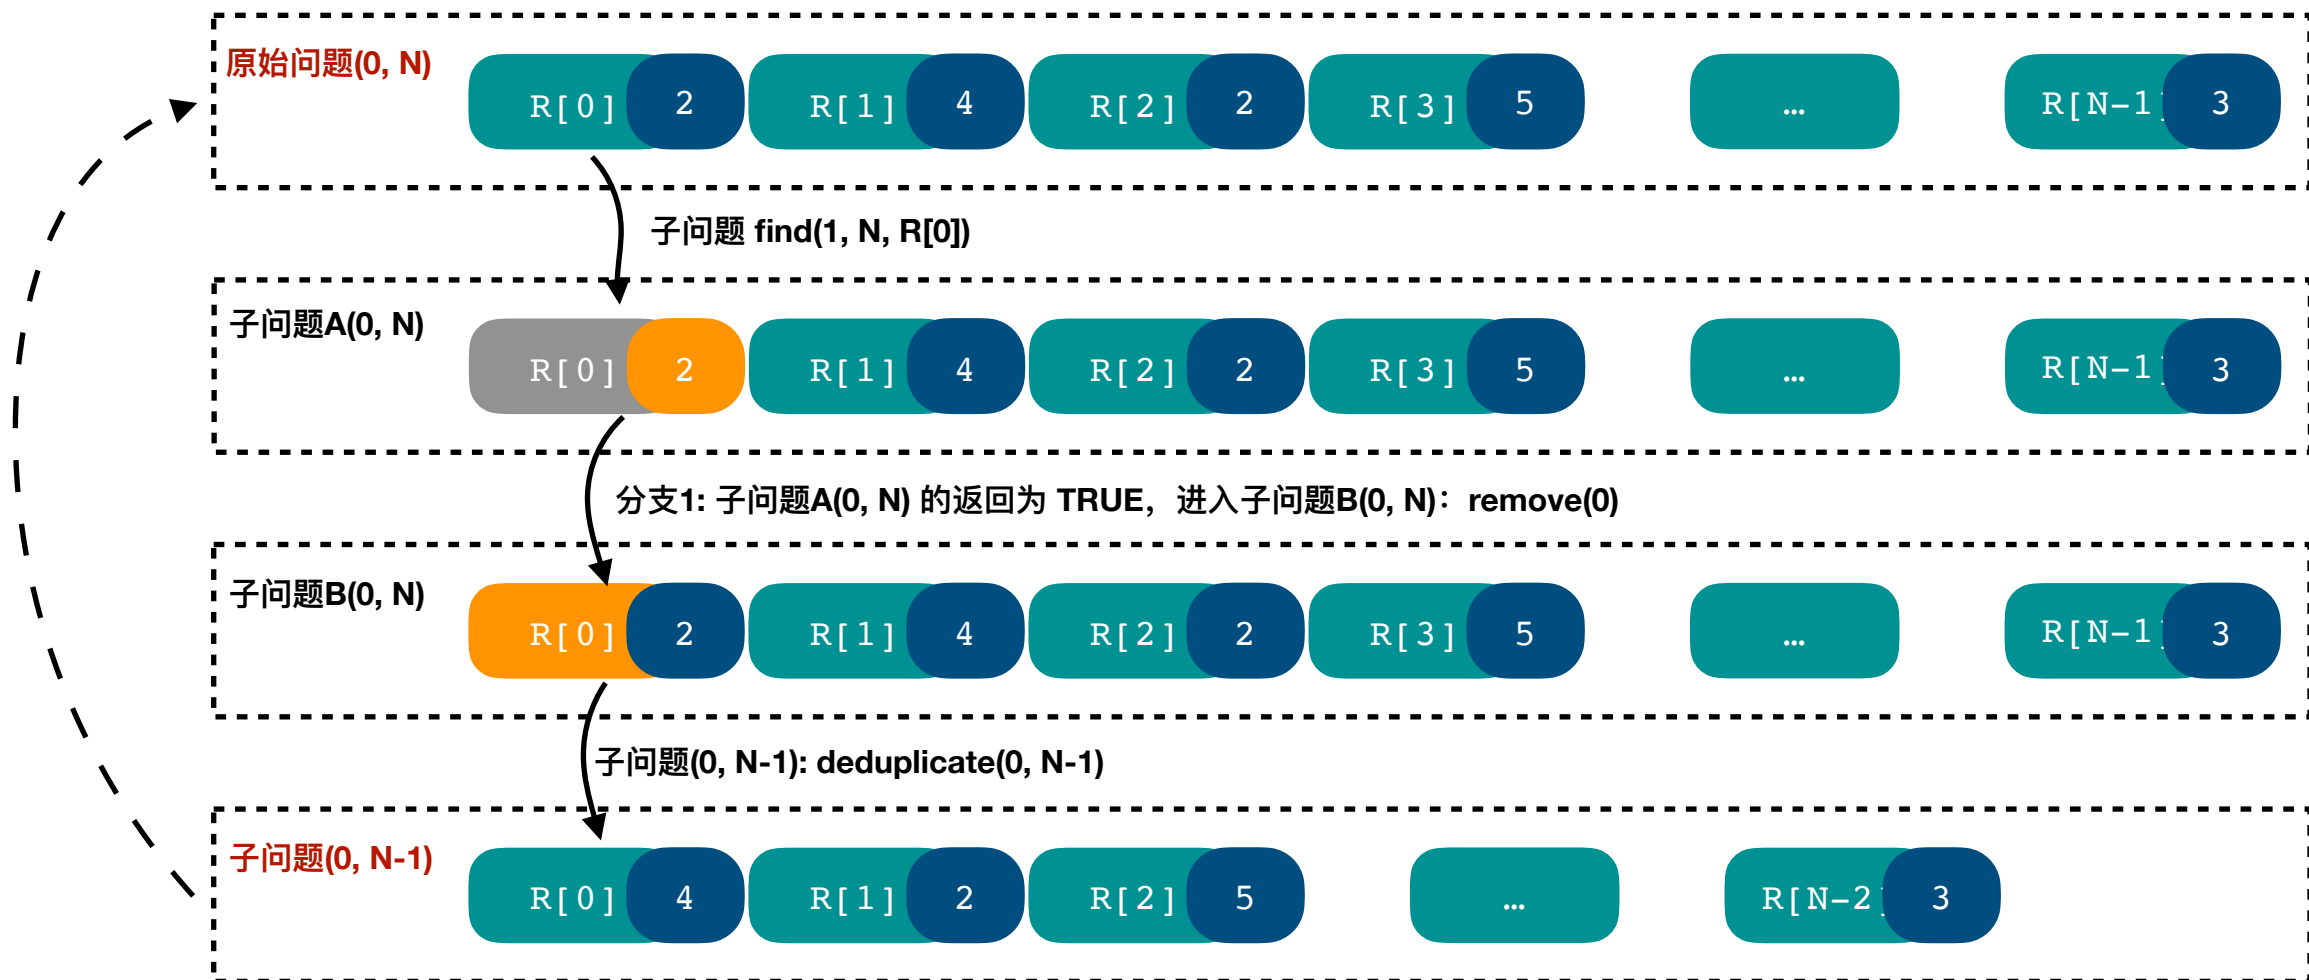 原始问题(0, N)
R[0] 2 R[1] 4 R[2] 2 R[3] 5 … R[N-1] 3
子问题 find(1, N, R[0])
子问题A(0, N)
R[0] 2 R[1] 4 R[2] 2 R[3] 5 … R[N-1] 3
分支1: 子问题A(0, N) 的返回为 TRUE，进入子问题B(0, N)：remove(0)
子问题B(0, N)
R[0] 2 R[1] 4 R[2] 2 R[3] 5 … R[N-1] 3
子问题(0, N-1): deduplicate(0, N-1)
子问题(0, N-1)
R[0] 4 R[1] 2 R[2] 5 … R[N-2] 3